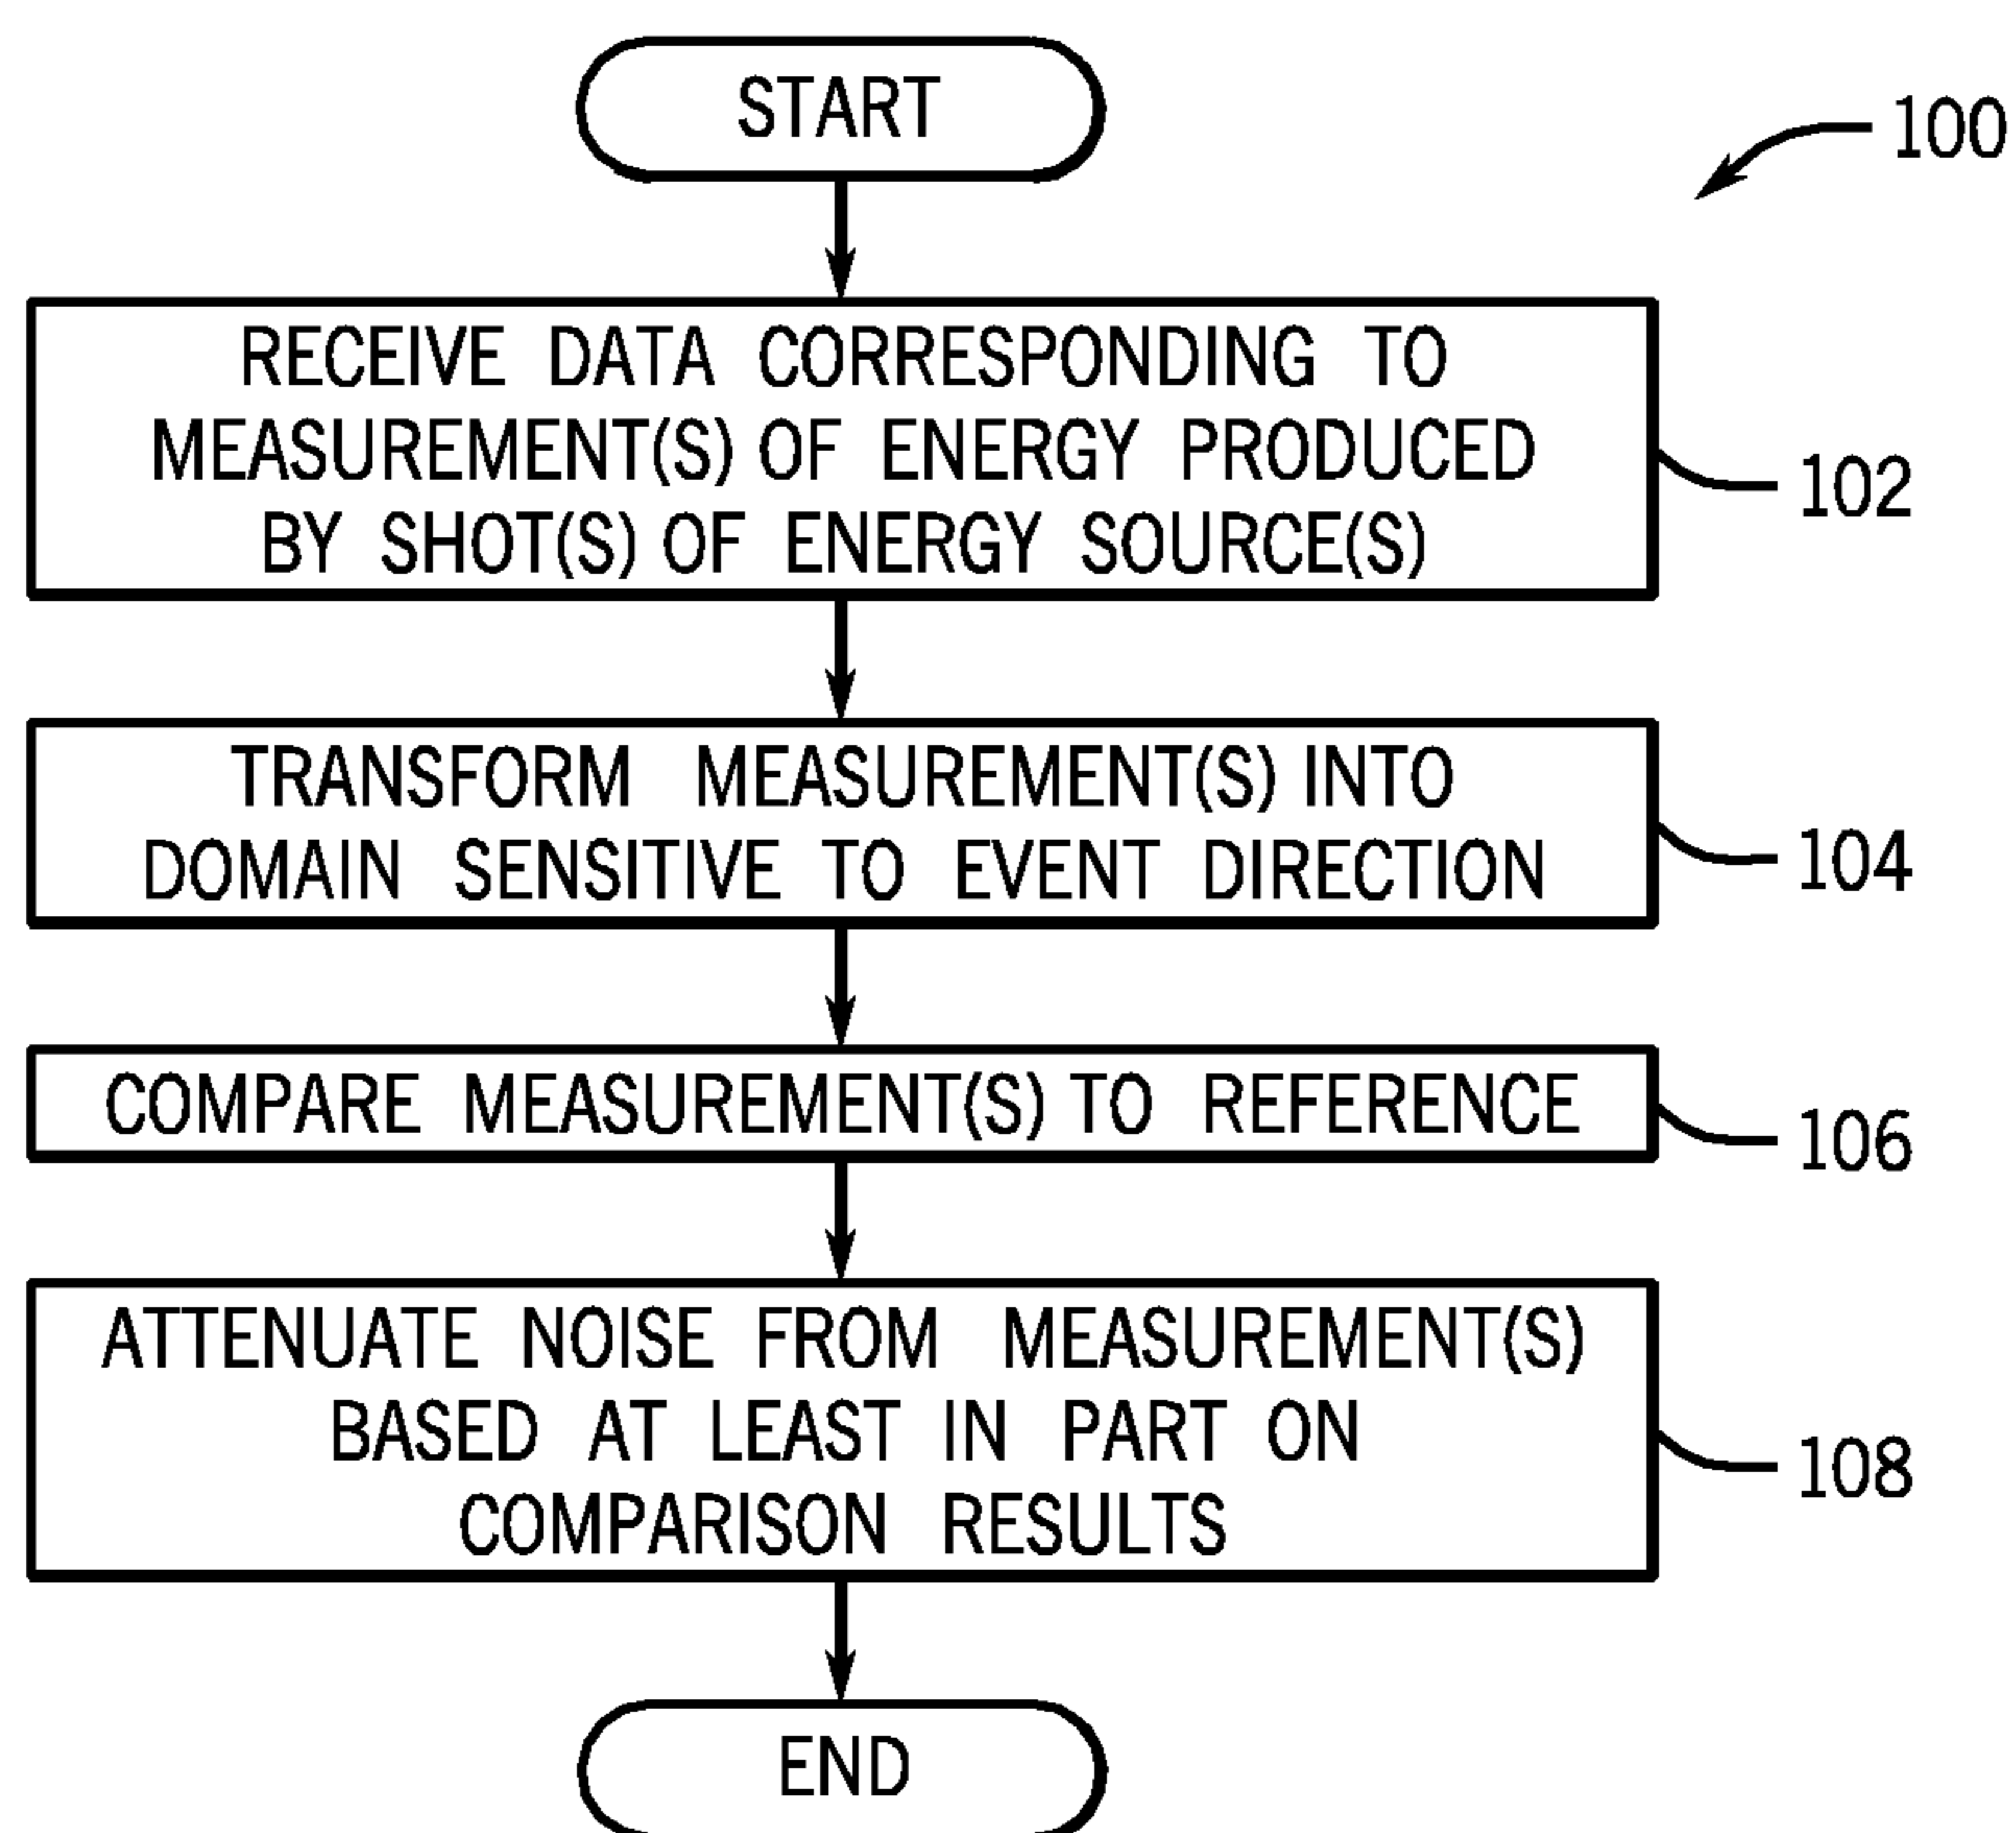 START
100
RECEIVE DATA CORRESPONDING TO
MEASUREMENT(S) OF ENERGY PRODUCED
BY SHOT(S) OF ENERGY SOURCE(S)
102
TRANSFORM MEASUREMENT(S) INTO
DOMAIN SENSITIVE TO EVENT DIRECTION
104
COMPARE MEASUREMENT(S) TO REFERENCE
106
ATTENUATE NOISE FROM MEASUREMENT(S)
BASED AT LEAST IN PART ON
COMPARISON RESULTS
108
END